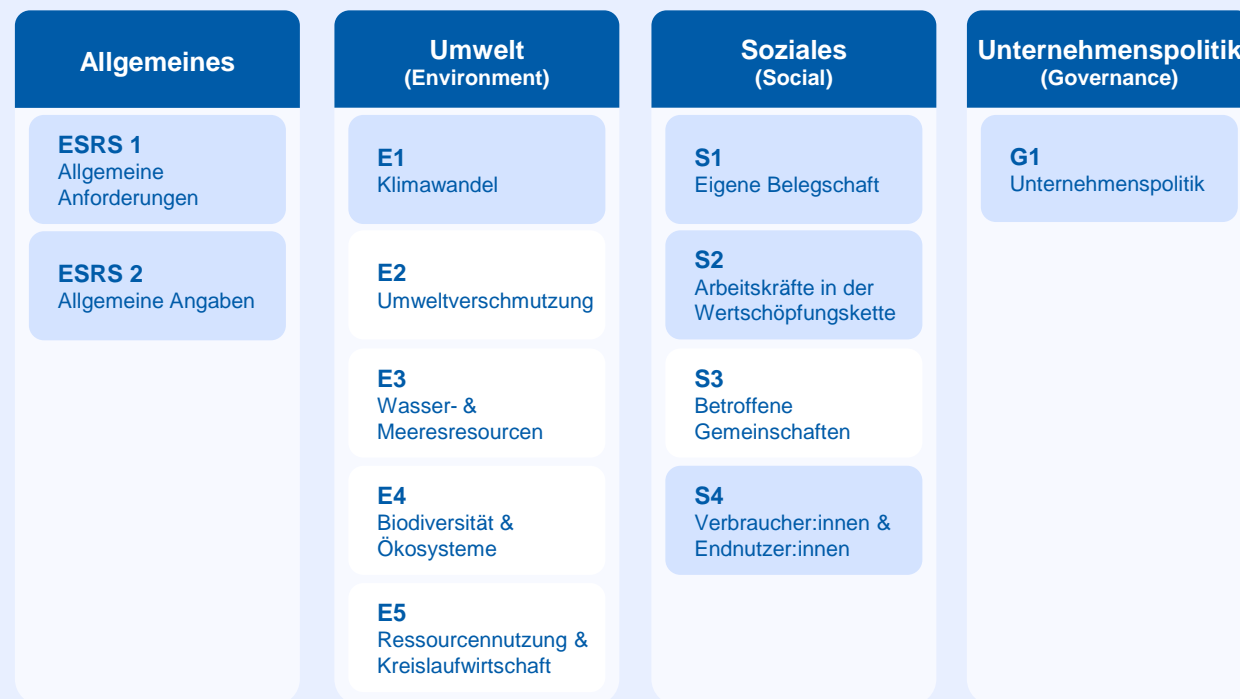 Allgemeines
ESRS 1
Allgemeine
Anforderungen
ESRS 2
Allgemeine Angaben
Umwelt
(Environment)
E1
Klimawandel
E2
Umweltverschmutzung
E3
Wasser- &
Meeresresourcen
E4
Biodiversität &
Ökosysteme
E5
Ressourcennutzung &
Kreislaufwirtschaft
Soziales
(Social)
S1
Eigene Belegschaft
S2
Arbeitskräfte in der
Wertschöpfungskette
S3
Betroffene
Gemeinschaften
S4
Verbraucher:innen &
Endnutzer:innen
Unternehmenspolitik
(Governance)
G1
Unternehmenspolitik